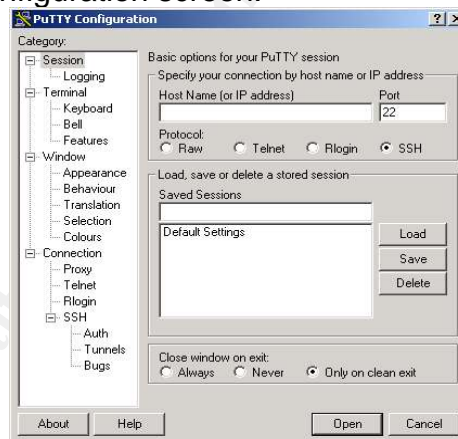 figuration screen.
PuTTY Configuration
Category:
Session
Logging
Terminal
Keyboard
Bell
Features
Window
Appearance
Behaviour
Translation
Selection
Colours
Connection
Proxy
Telnet
Rlogin
SSH
Auth
Tunnels
Bugs
Basic options for your PuTTY session
Specify your connection by host name or IP address
Host Name (or IP address) Port
22
Protocol:
Raw Telnet Rlogin SSH
Load, save or delete a stored session
Saved Sessions
Default Settings
Load
Save
Delete
Close window on exit:
Always Never Only on clean exit
About Help Open Cancel